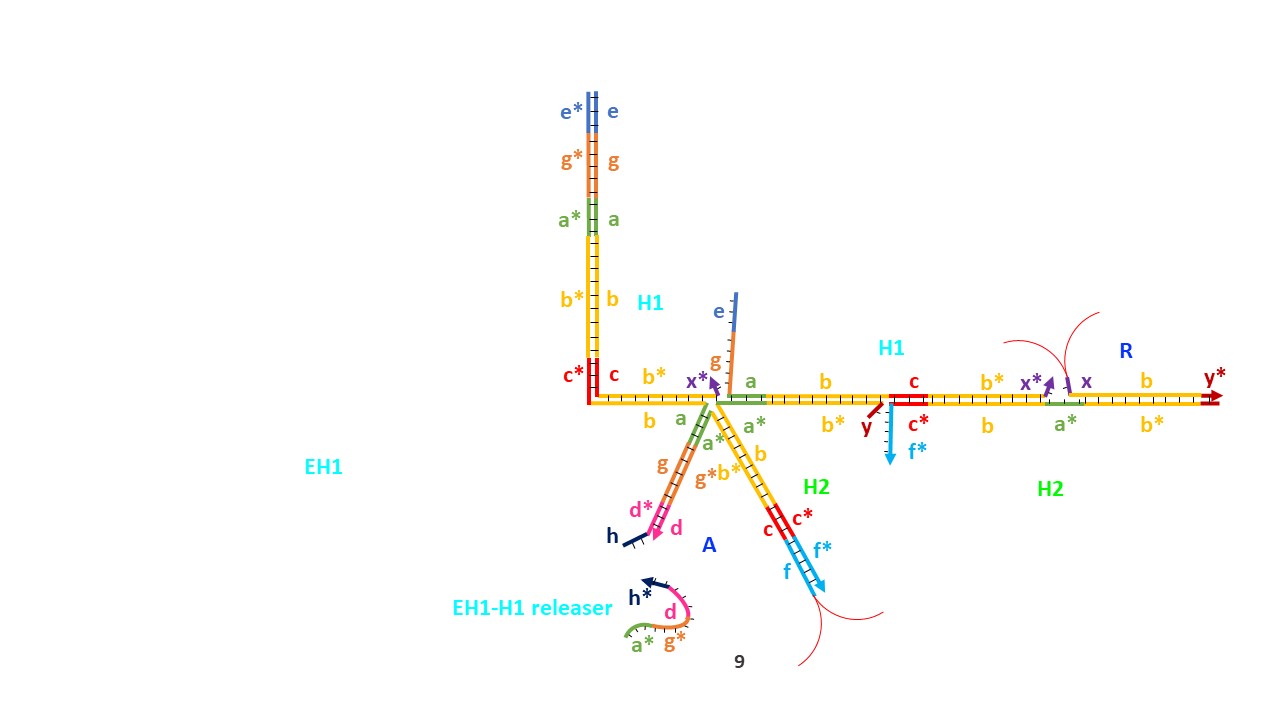 e* e
g* g
a* a
b* b
H1
e
H1
R
g
c* c
b*
x*
a
b
c
b*
x*
x
b
y*
b
a
a*
b*
y
c*
b
a*
b*
f*
g
g*
b*
b
EH1
H2
H2
d*
d
c
c*
h
A
f*
f
EH1-H1 releaser
h*
d
a*
g*
a*
9